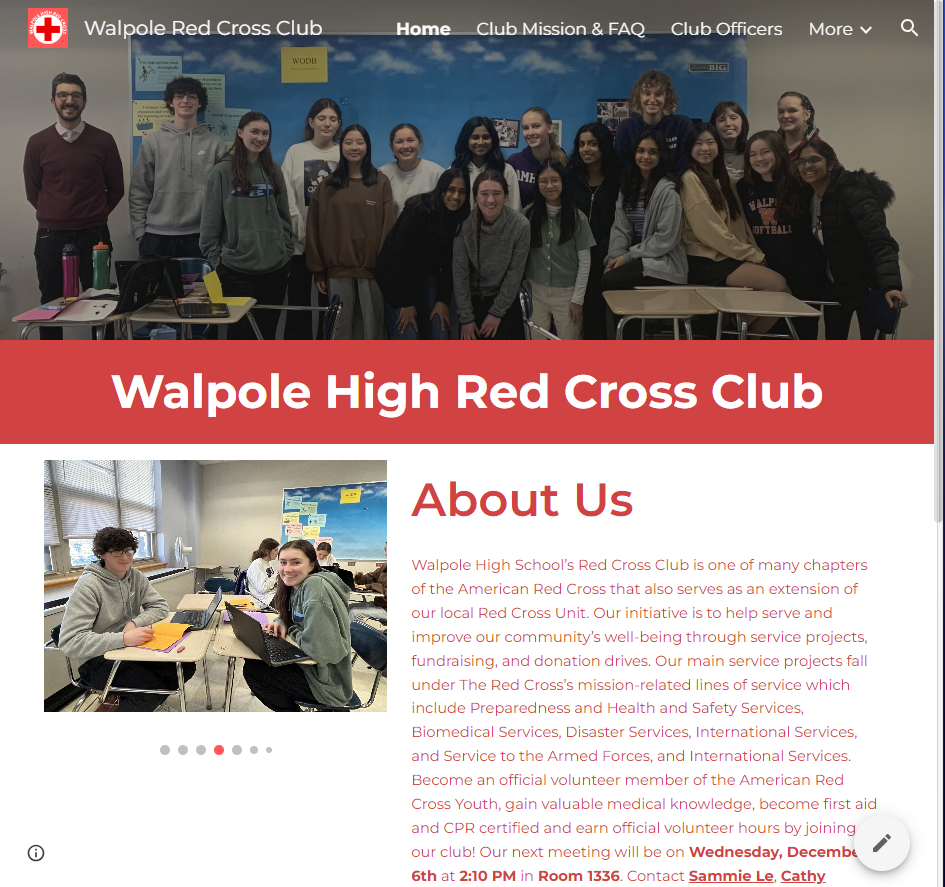 Walpole Red Cross Club
Home
Club Mission & FAQ
Club Officers
More
WODB
BIG
WALPOLE
W
SOFTBALL
Walpole High Red Cross Club
About Us
Walpole High School’s Red Cross Club is one of many chapters
of the American Red Cross that also serves as an extension of
our local Red Cross Unit. Our initiative is to help serve and
improve our community’s well-being through service projects,
fundraising, and donation drives. Our main service projects fall
under The Red Cross’s mission-related lines of service which
include Preparedness and Health and Safety Services,
Biomedical Services, Disaster Services, International Services,
and Service to the Armed Forces, and International Services.
Become an official volunteer member of the American Red
Cross Youth, gain valuable medical knowledge, become first aid
and CPR certified and earn official volunteer hours by joining
our club! Our next meeting will be on Wednesday, Decembe
6th at 2:10 PM in Room 1336. Contact Sammie Le, Cathy